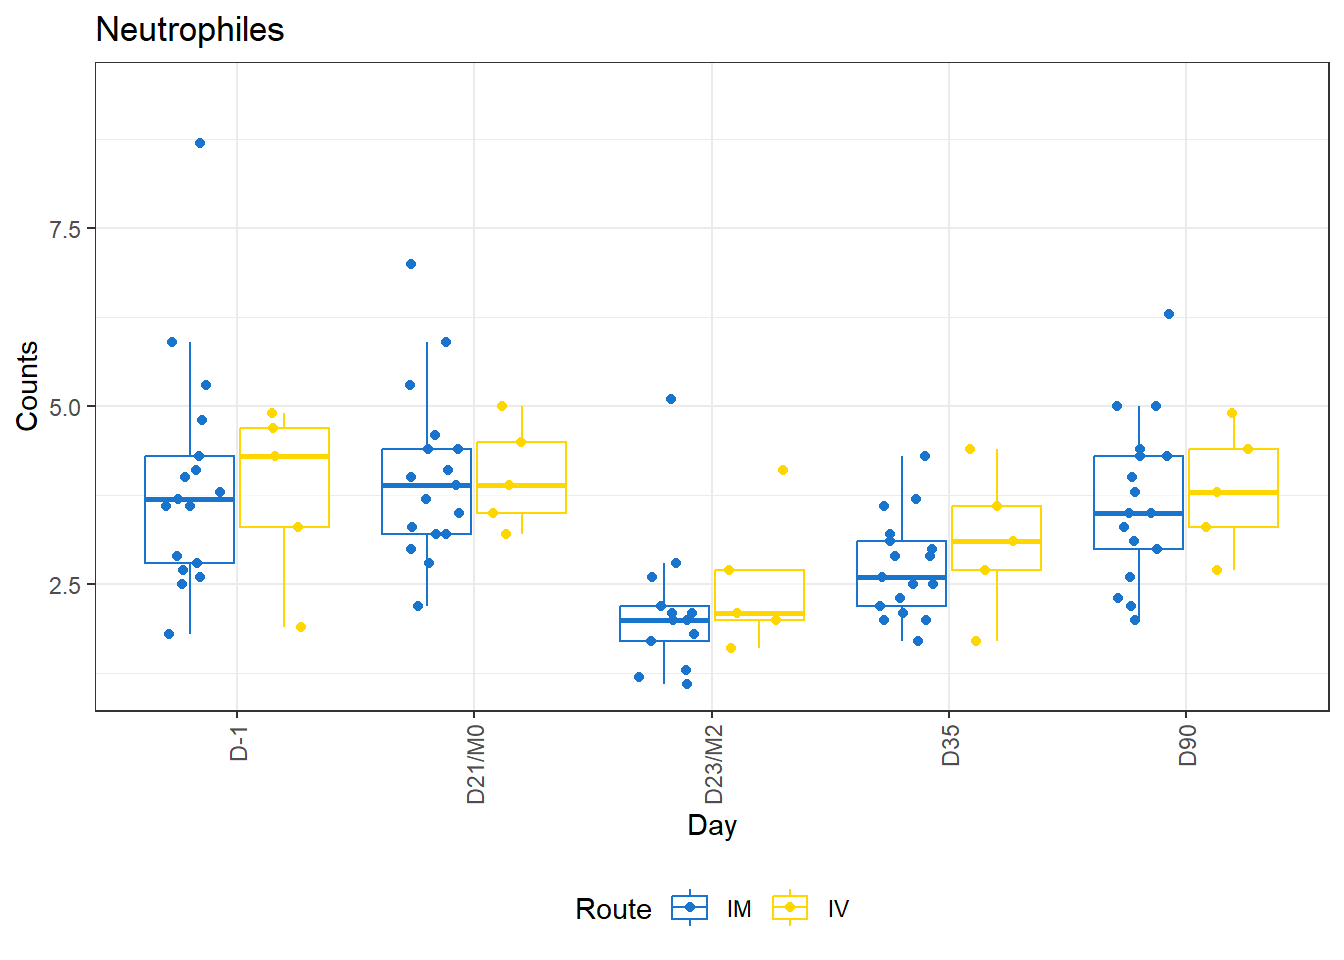 Neutrophiles
7.5
5.0
2.5
Counts
D-1
D21/M0
D23/M2
D35
D90
Day
Route IM IV